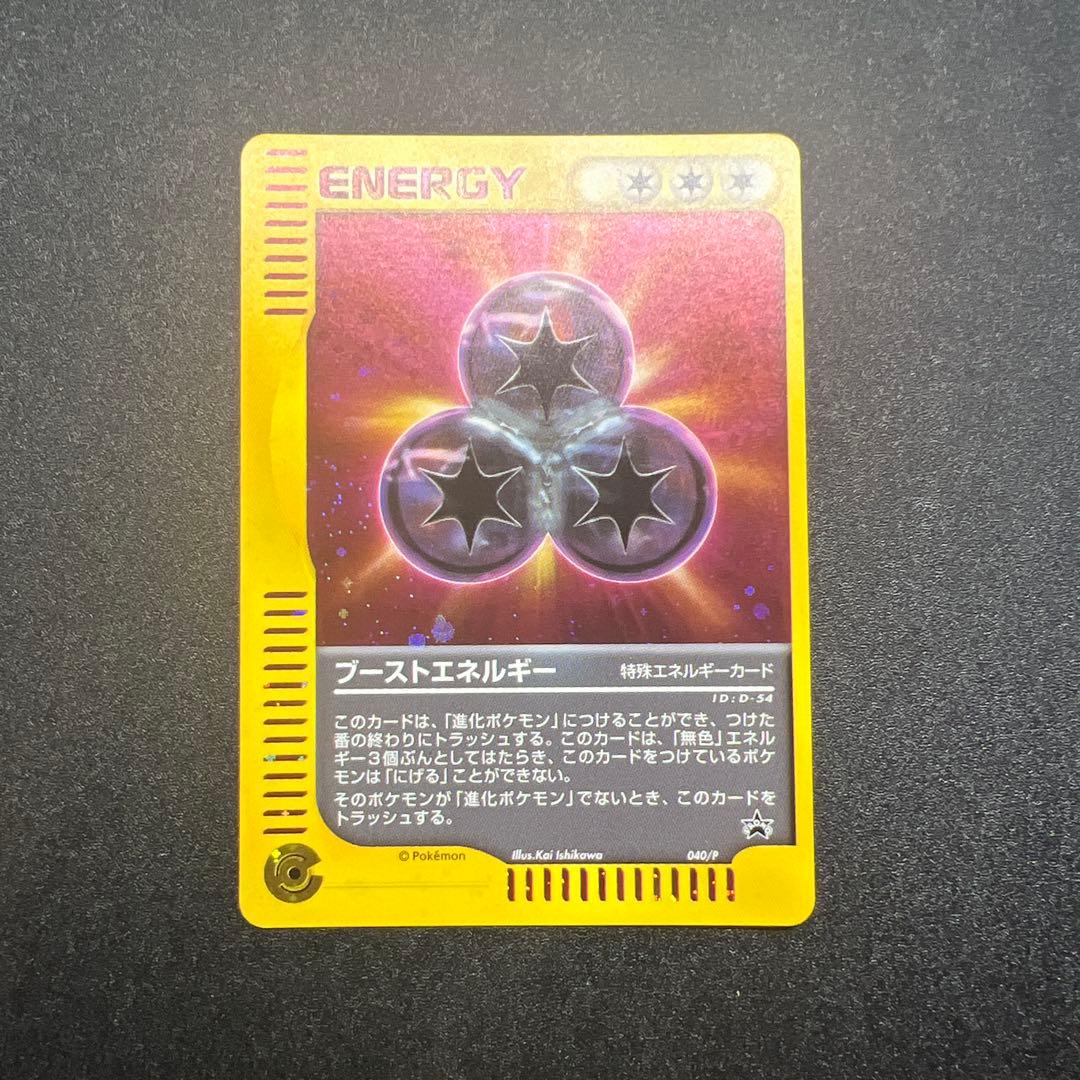 ENERGY
ブーストエネルギー 特殊エネルギーカード
ID:D-54
このカードは、「進化ポケモン」につけることができ、つけた
番の終わりにトラッシュする。このカードは、「無色」エネル
ギー3個ぶんとしてはたらき、このカードをつけているポケ
モンは「にげる」ことができない。
そのポケモンが「進化ポケモン」でないとき、このカードを
トラッシュする。
PROMO
© Pokémon Illus.Kai Ishikawa 040/P